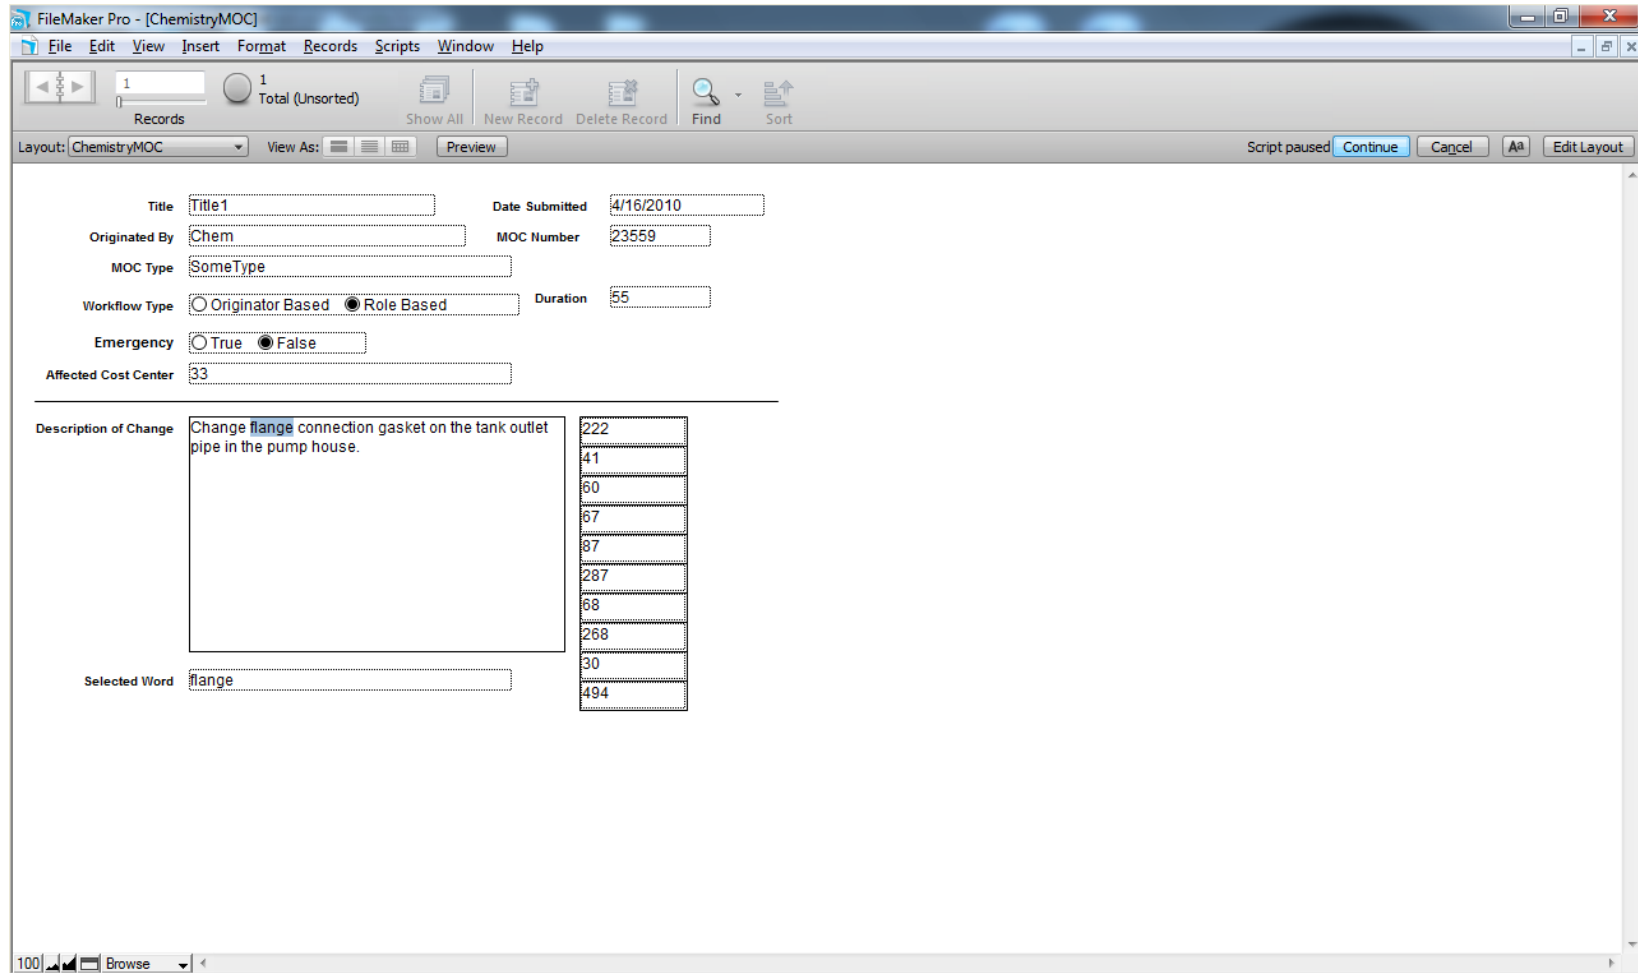 FileMaker Pro - [ChemistryMOC]
File Edit View Insert Format Records Scripts Window Help
1
1
Total (Unsorted)
Records
Show All New Record Delete Record Find Sort
Layout: ChemistryMOC View As: Preview Script paused Continue Cancel Aa Edit Layout
Title Title1 Date Submitted 4/16/2010
Originated By Chem MOC Number 23559
MOC Type SomeType
Workflow Type Originator Based Role Based Duration 55
Emergency True False
Affected Cost Center 33
Description of Change Change flange connection gasket on the tank outlet
pipe in the pump house.
222
41
60
67
87
287
68
268
30
494
Selected Word flange
100 Browse